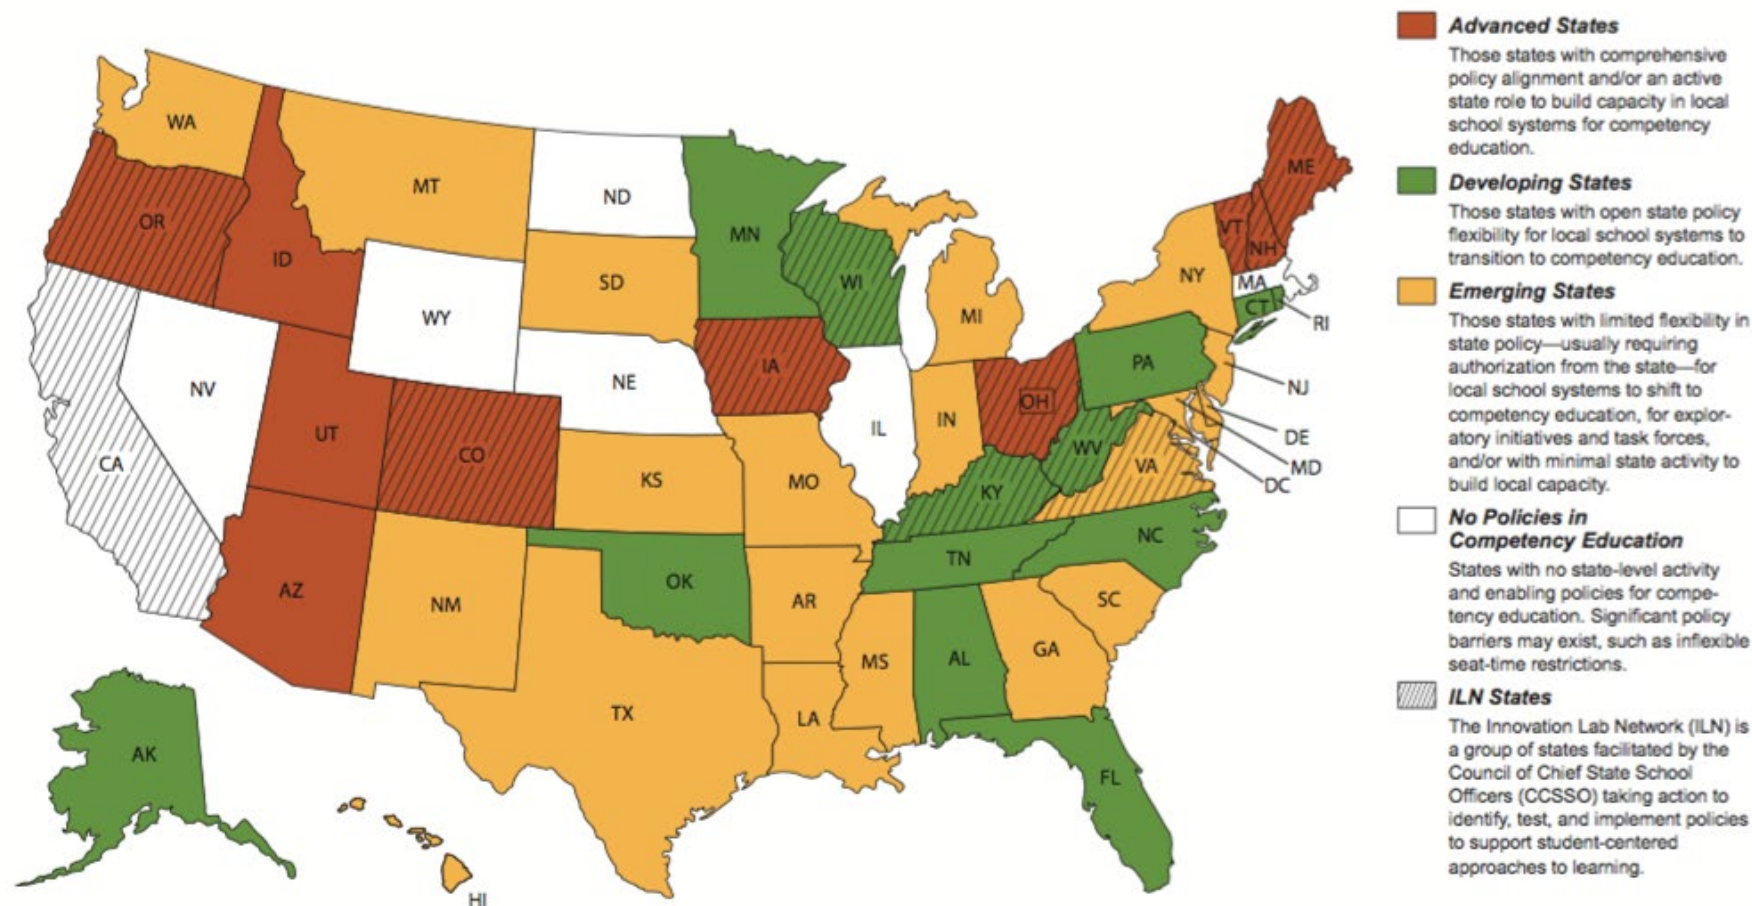 WA
OR
ID
MT
ND
MN
WI
SD
WY
NE
NV
CA
UT
CO
IA
IL
IN
MI
OH
KS
MO
KY
WV
VA
PA
NY
VT
NH
ME
MA
CT
RI
NJ
DE
MD
DC
AZ
NM
OK
AR
TN
NC
SC
TX
LA
MS
AL
GA
FL
AK
HI
Advanced States
Those states with comprehensive
policy alignment and/or an active
state role to build capacity in local
school systems for competency
education.
Developing States
Those states with open state policy
flexibility for local school systems to
transition to competency education.
Emerging States
Those states with limited flexibility in
state policy—usually requiring
authorization from the state—for
local school systems to shift to
competency education, for explor-
atory initiatives and task forces,
and/or with minimal state activity to
build local capacity.
No Policies in
Competency Education
States with no state-level activity
and enabling policies for compe-
tency education. Significant policy
barriers may exist, such as inflexible
seat-time restrictions.
ILN States
The Innovation Lab Network (ILN) is
a group of states facilitated by the
Council of Chief State School
Officers (CCSSO) taking action to
identify, test, and implement policies
to support student-centered
approaches to learning.